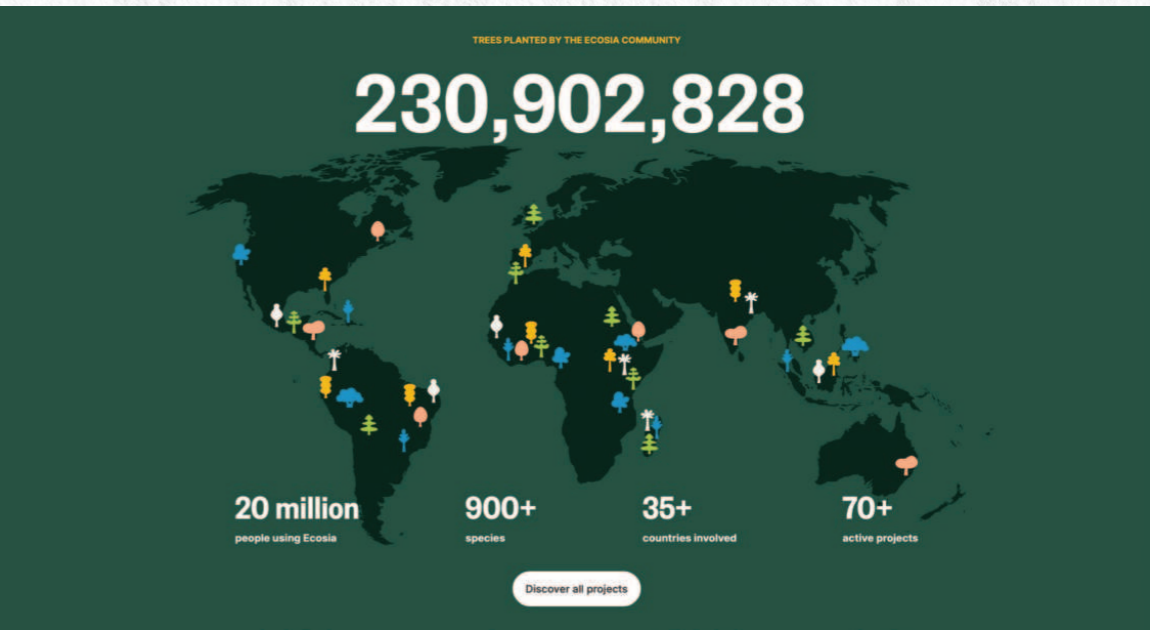 TREES PLANTED BY THE ECOSIA COMMUNITY
230,902,828
20 million
people using Ecosia
900+
species
35+
countries involved
70+
active projects
Discover all projects